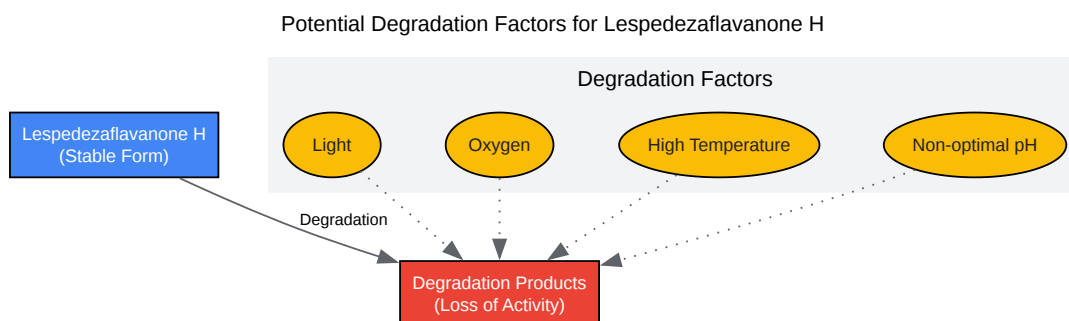 Potential Degradation Factors for Lespedezaflavanone H
Degradation Factors
Lespedezaflavanone H
(Stable Form)
Light
Oxygen
High Temperature
Non-optimal pH
Degradation
Degradation Products
(Loss of Activity)